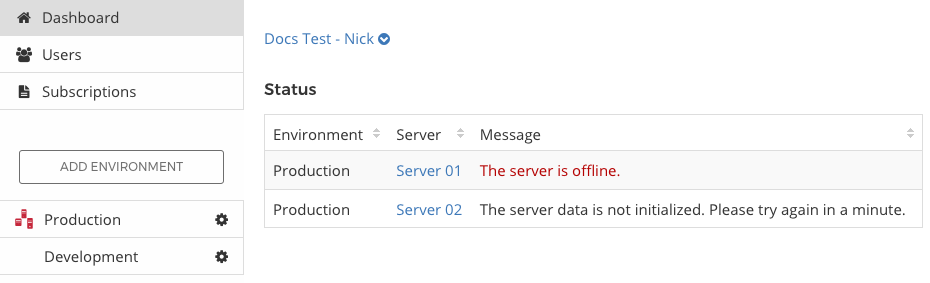 Dashboard
Users
Subscriptions
ADD ENVIRONMENT
Production
Development
Docs Test - Nick
Status
Environment Server Message
Production Server 01 The server is offline.
Production Server 02 The server data is not initialized. Please try again in a minute.